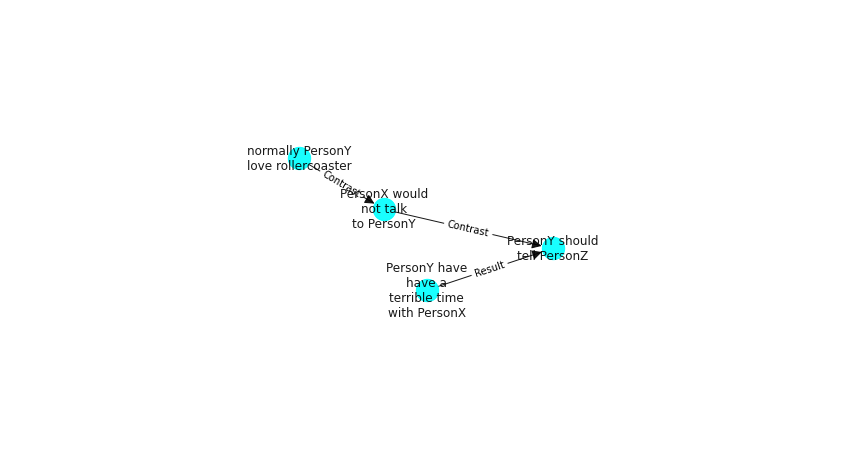 normally PersonY
love rollercoaster
Contrast
PersonX would
not talk
to PersonY
Contrast
PersonY should
tell PersonZ
Result
PersonY have
have a
terrible time
with PersonX